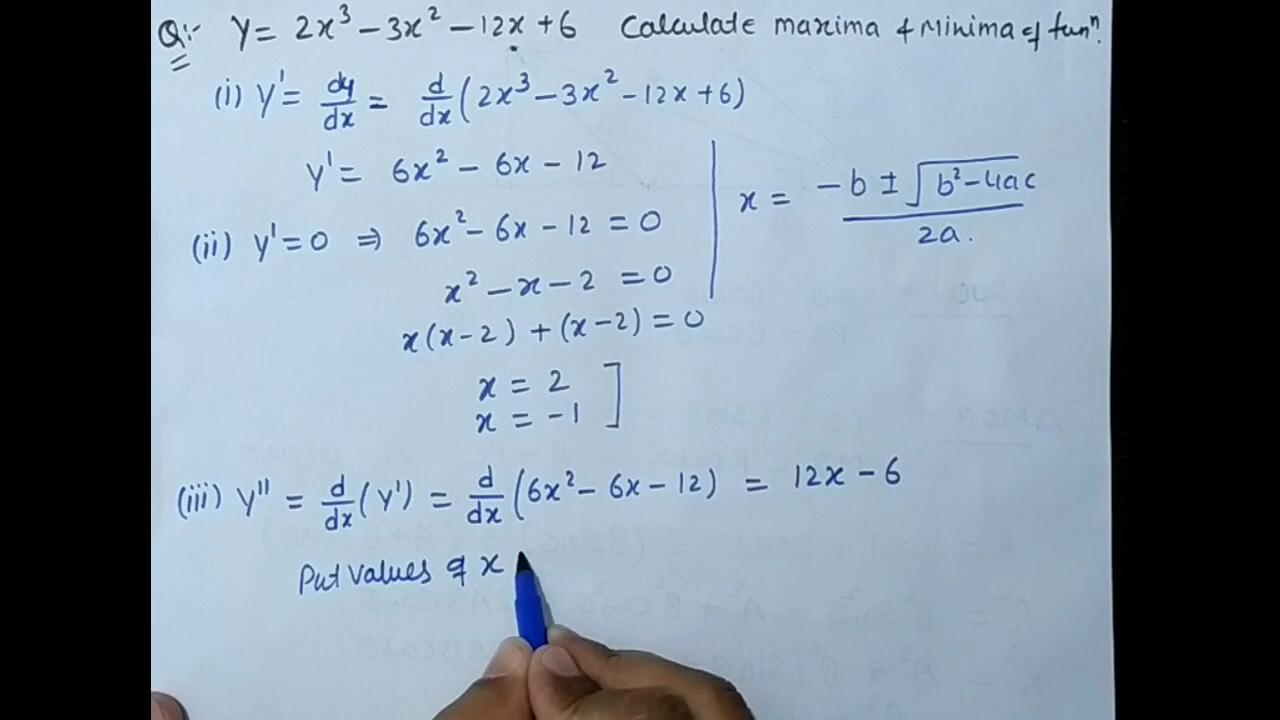 Q:- y = 2x³ - 3x² - 12x + 6 Calculate maxima & Minima of funⁿ.
(i) y' = dy/dx = d/dx (2x³ - 3x² - 12x + 6)
y' = 6x² - 6x - 12
(ii) y' = 0 ⇒ 6x² - 6x - 12 = 0
x² - x - 2 = 0
x(x-2) + (x-2) = 0
x = 2
x = -1 ]
x = (-b ± √(b² - 4ac))/2a.
(iii) y'' = d/dx (y') = d/dx (6x² - 6x - 12) = 12x - 6
Put values of x